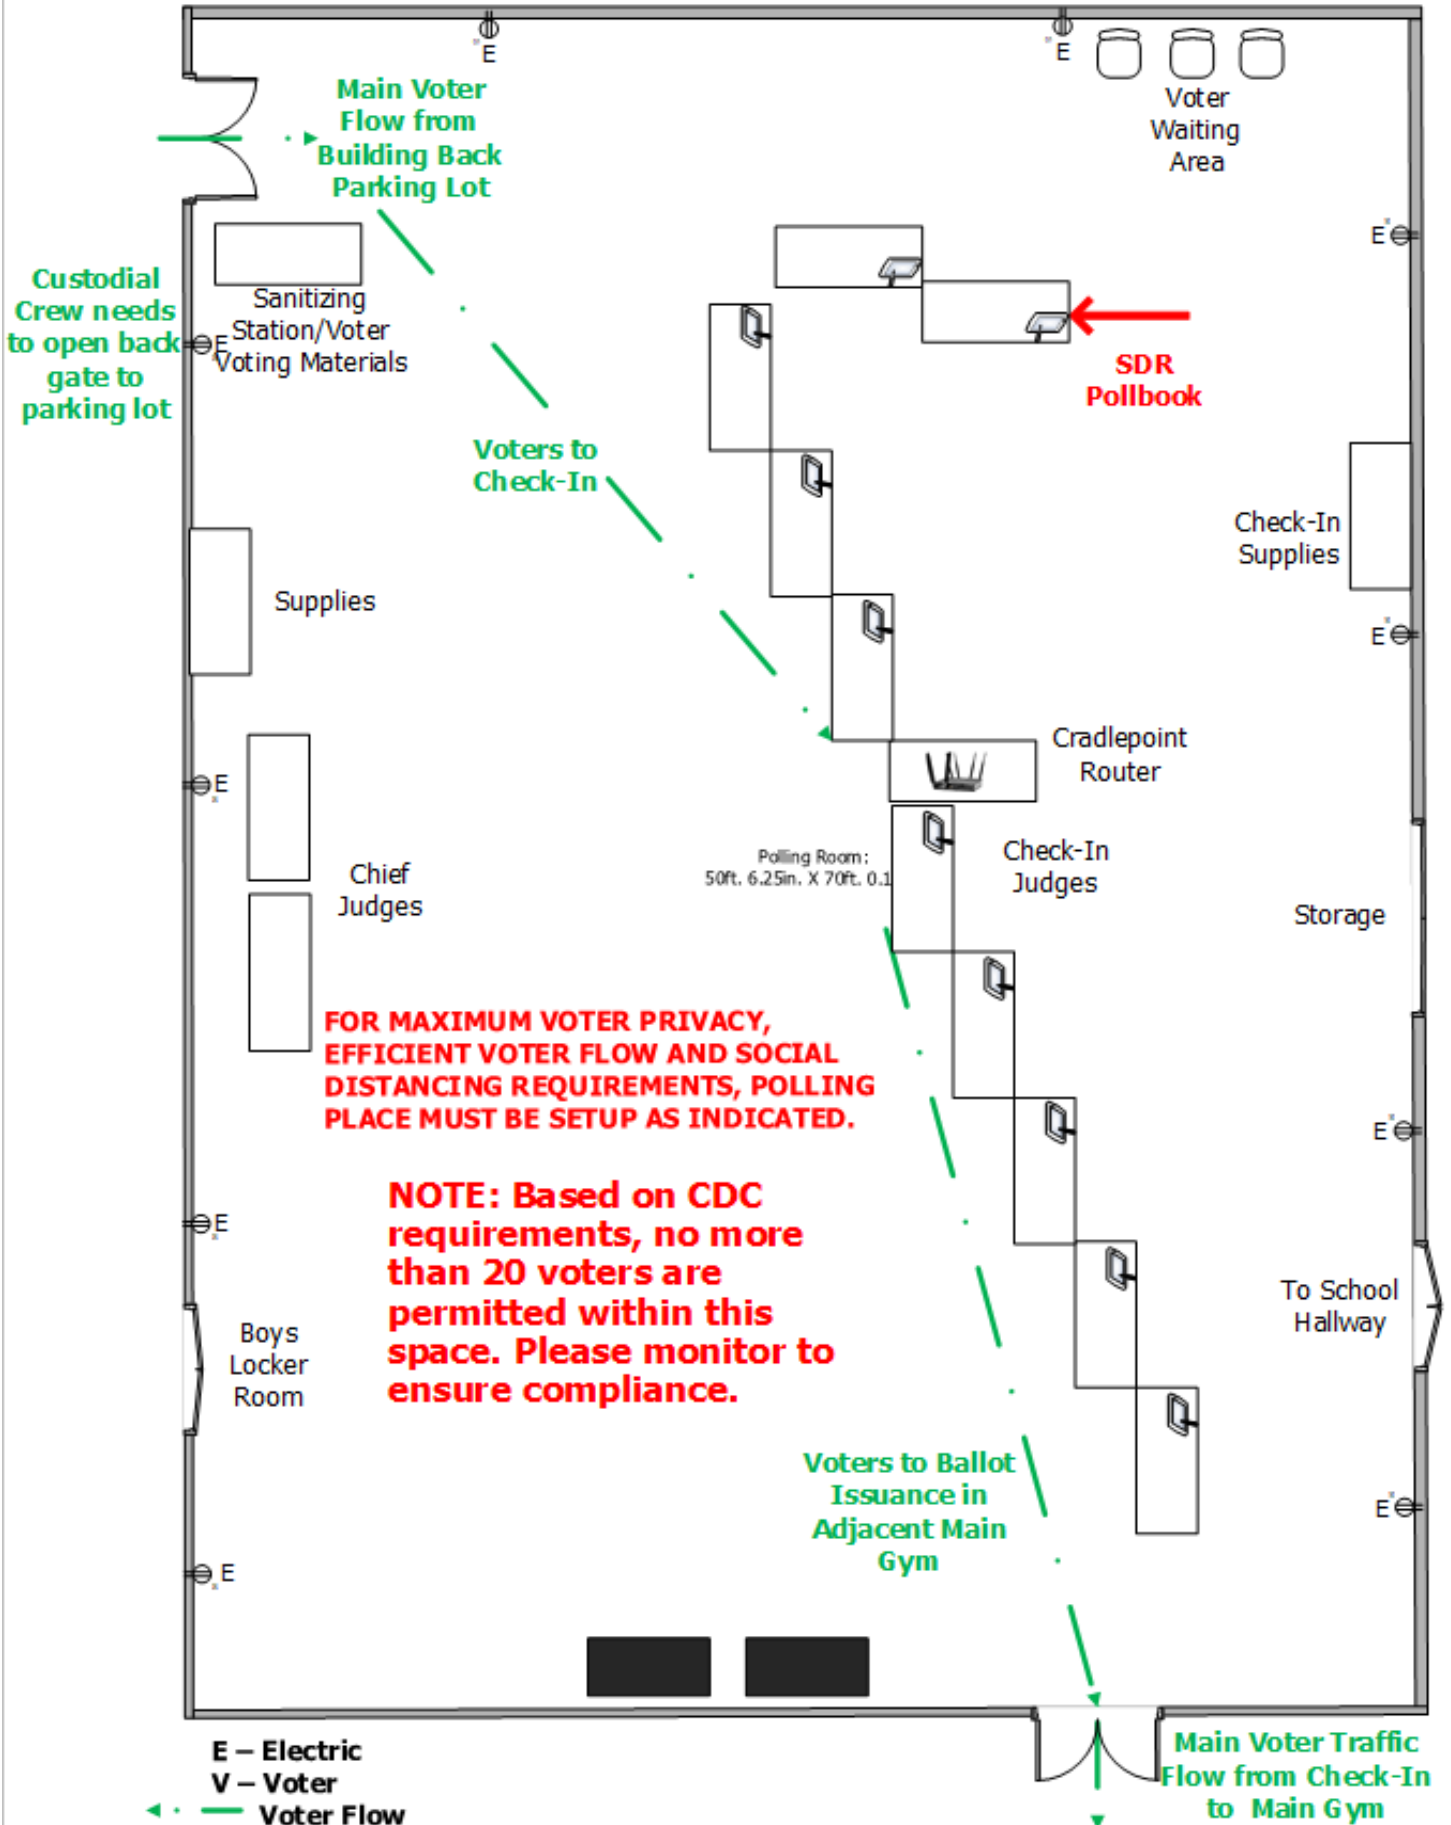 E
E
Main Voter
Flow from
Building Back
Parking Lot
Voter
Waiting
Area
E
Custodial
Crew needs
to open back
gate to
parking lot
Sanitizing
Station/Voter
Voting Materials
E
SDR
Pollbook
Voters to
Check-In
Check-In
Supplies
Supplies
E
Cradlepoint
Router
E
Polling Room:
50ft. 6.25in. X 70ft. 0.1
Check-In
Judges
Chief
Judges
Storage
FOR MAXIMUM VOTER PRIVACY,
EFFICIENT VOTER FLOW AND SOCIAL
DISTANCING REQUIREMENTS, POLLING
PLACE MUST BE SETUP AS INDICATED.
E
NOTE: Based on CDC
requirements, no more
than 20 voters are
permitted within this
space. Please monitor to
ensure compliance.
E
To School
Hallway
Boys
Locker
Room
Voters to Ballot
Issuance in
Adjacent Main
Gym
E
E
E – Electric
V – Voter
Voter Flow
Main Voter Traffic
Flow from Check-In
to Main Gym